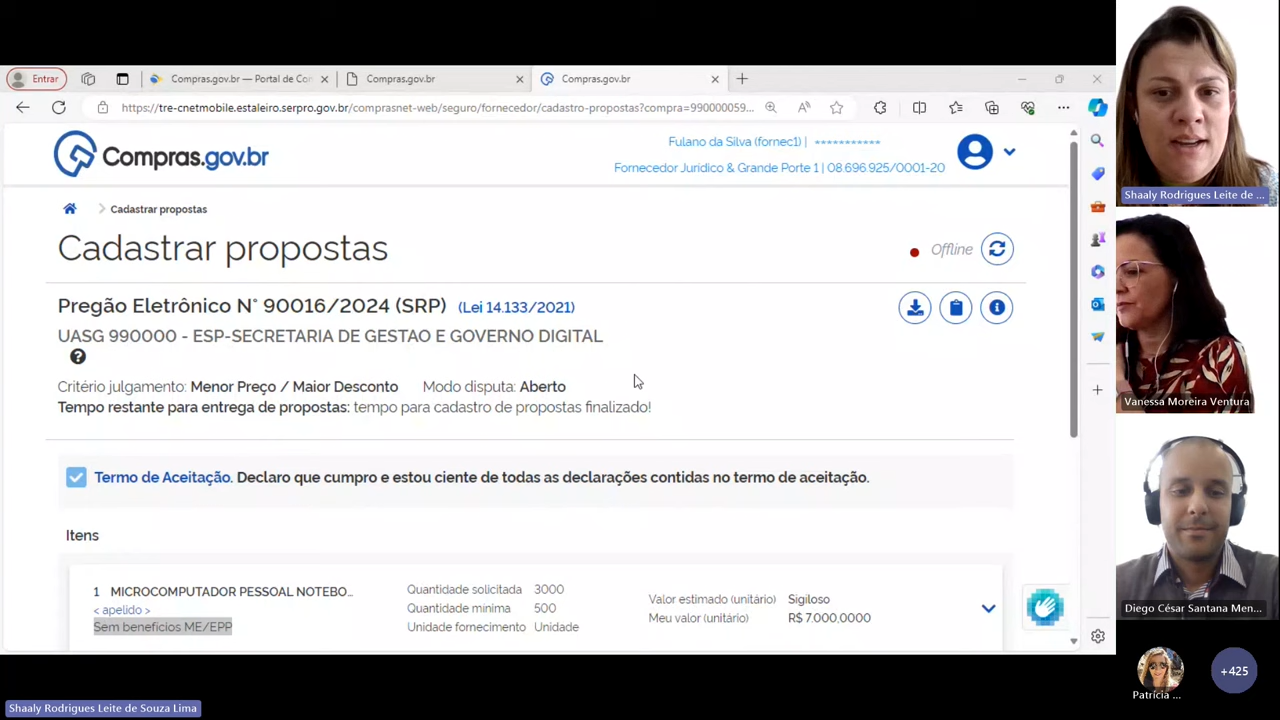 Entrar
Compras.gov.br — Portal de Con
Compras.gov.br
Compras.gov.br
https://tre-cnetmobile.estaleiro.serpro.gov.br/comprasnet-web/seguro/fornecedor/cadastro-propostas?compra=990000059...
Compras.gov.br
Fulano da Silva (fornec1) | ***********
Fornecedor Jurídico & Grande Porte 1 | 08.696.925/0001-20
Cadastrar propostas
Cadastrar propostas
Offline
Pregão Eletrônico N° 90016/2024 (SRP) (Lei 14.133/2021)
UASG 990000 - ESP-SECRETARIA DE GESTAO E GOVERNO DIGITAL
Critério julgamento: Menor Preço / Maior Desconto Modo disputa: Aberto
Tempo restante para entrega de propostas: tempo para cadastro de propostas finalizado!
Termo de Aceitação. Declaro que cumpro e estou ciente de todas as declarações contidas no termo de aceitação.
Itens
1 MICROCOMPUTADOR PESSOAL NOTEBO...
< apelido >
Sem benefícios ME/EPP
Quantidade solicitada 3000
Quantidade mínima 500
Unidade fornecimento Unidade
Valor estimado (unitário) Sigiloso
Meu valor (unitário) R$ 7.000,0000
Shaaly Rodrigues Leite de ...
Vanessa Moreira Ventura
Diego César Santana Men...
Patrícia ...
+425
Shaaly Rodrigues Leite de Souza Lima